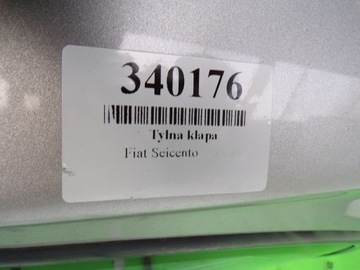 340176
Tylna klapa
Fiat Seicento